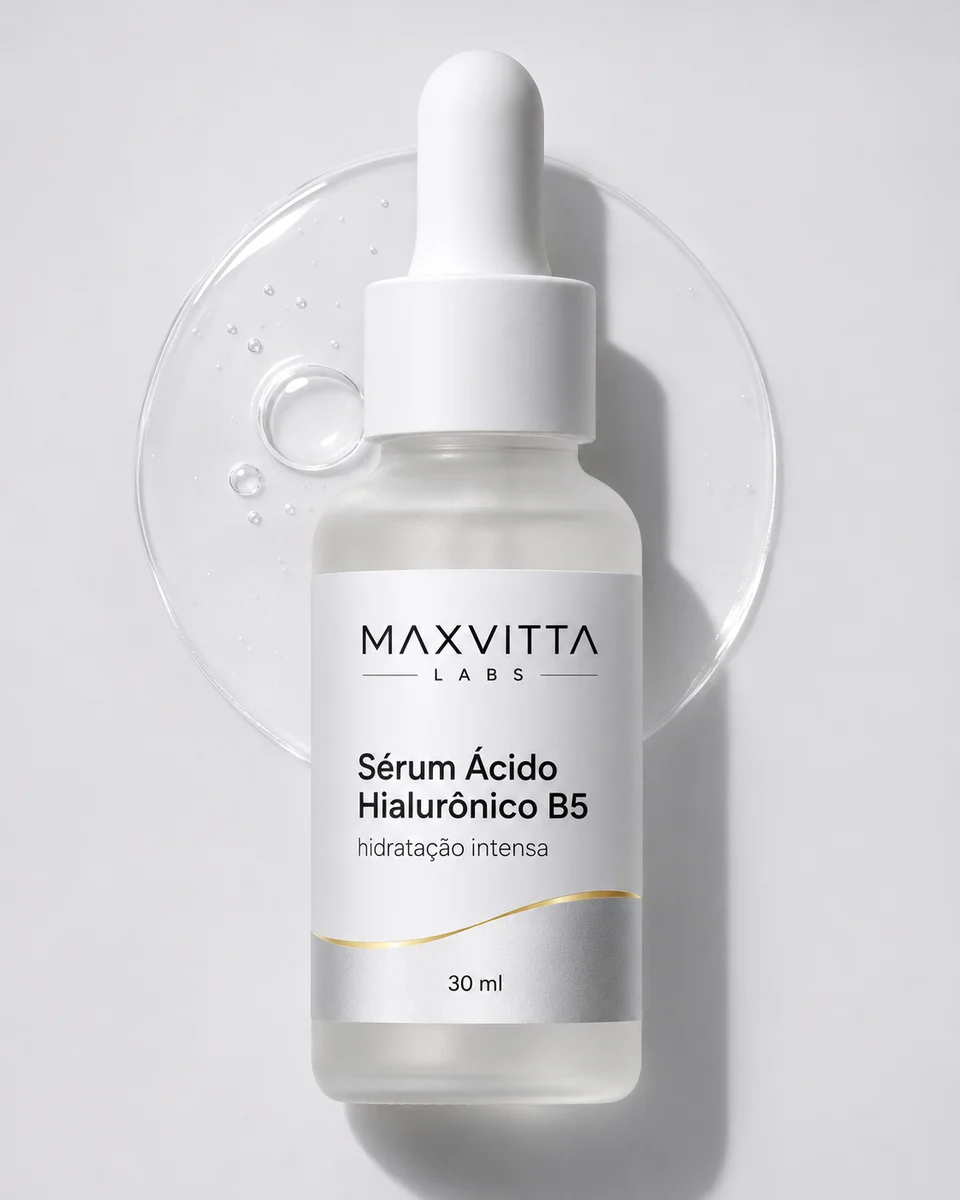 MAXVITTA
LABS
Sérum Ácido
Hialurônico B5
hidratação intensa
30 ml